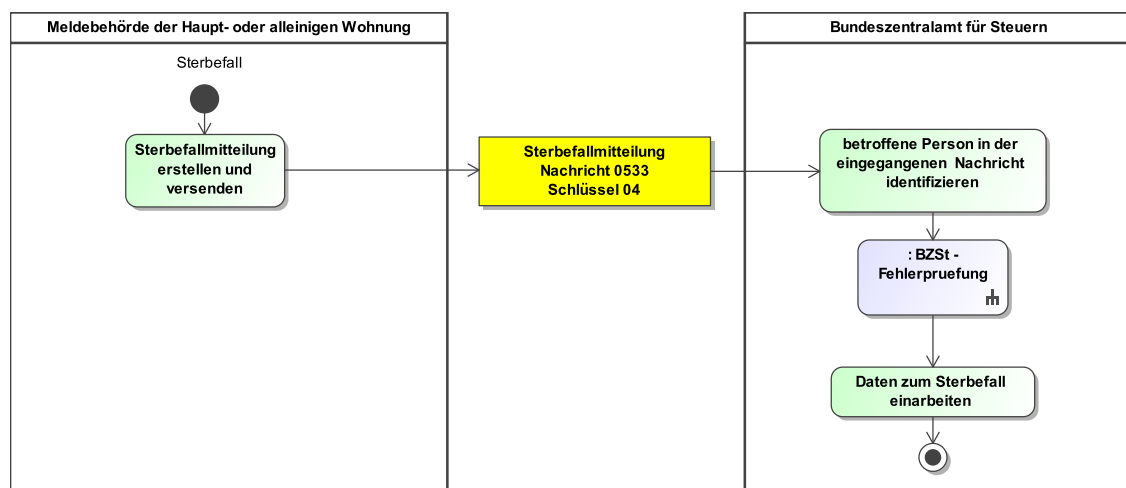 Meldebehörde der Haupt- oder alleinigen Wohnung
Bundeszentralamt für Steuern
Sterbefall
Sterbefallmitteilung
erstellen und
versenden
Sterbefallmitteilung
Nachricht 0533
Schlüssel 04
betroffene Person in der
eingegangenen Nachricht
identifizieren
: BZSt -
Fehlerpruefung
Daten zum Sterbefall
einarbeiten